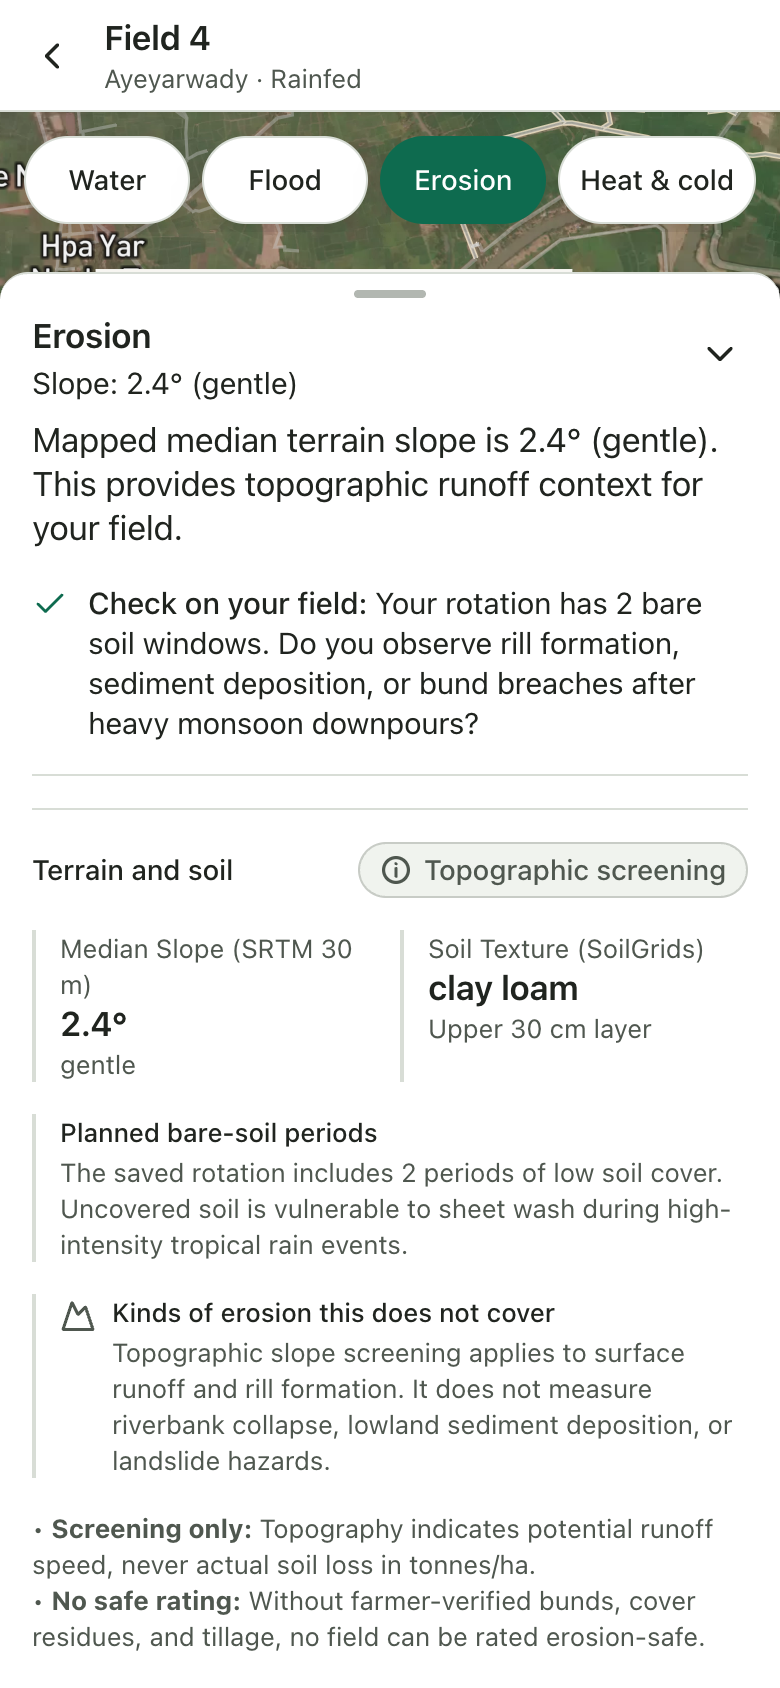 Field 4
Ayeyarwady · Rainfed
Water
Flood
Erosion
Heat & cold
Hpa Yar
Erosion
Slope: 2.4° (gentle)
Mapped median terrain slope is 2.4° (gentle).
This provides topographic runoff context for
your field.
Check on your field: Your rotation has 2 bare
soil windows. Do you observe rill formation,
sediment deposition, or bund breaches after
heavy monsoon downpours?
Terrain and soil
Topographic screening
Median Slope (SRTM 30
m)
2.4°
gentle
Soil Texture (SoilGrids)
clay loam
Upper 30 cm layer
Planned bare-soil periods
The saved rotation includes 2 periods of low soil cover.
Uncovered soil is vulnerable to sheet wash during high-
intensity tropical rain events.
Kinds of erosion this does not cover
Topographic slope screening applies to surface
runoff and rill formation. It does not measure
riverbank collapse, lowland sediment deposition, or
landslide hazards.
• Screening only: Topography indicates potential runoff
speed, never actual soil loss in tonnes/ha.
• No safe rating: Without farmer-verified bunds, cover
residues, and tillage, no field can be rated erosion-safe.